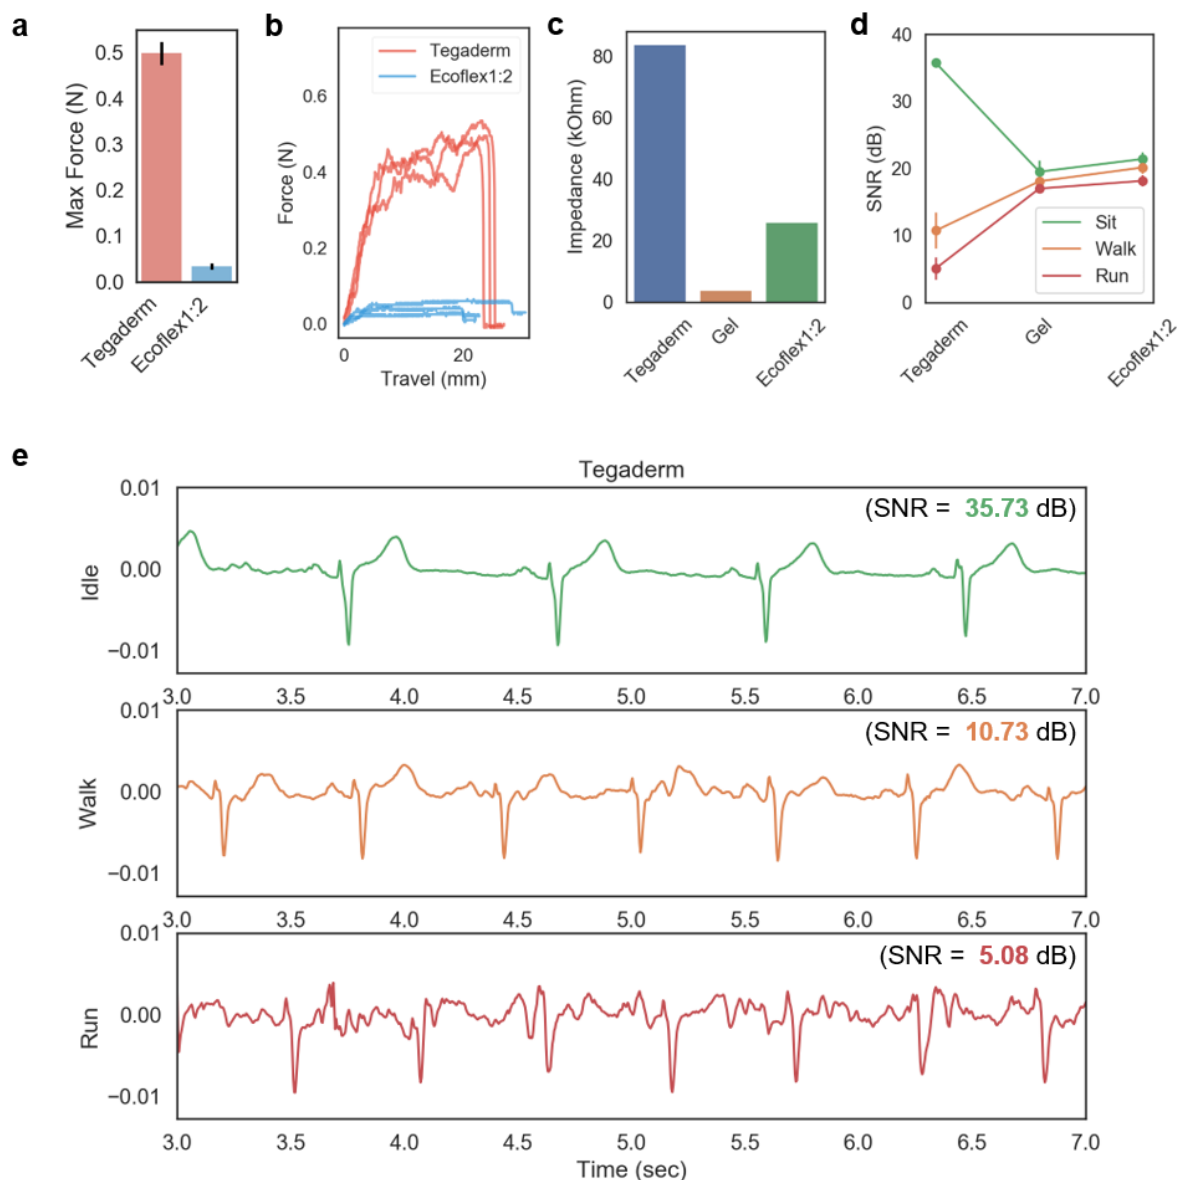 a
Max Force (N)
0.5
0.4
0.3
0.2
0.1
0.0
Tegaderm
Ecoflex1:2
b
Force (N)
0.6
0.4
0.2
0.0
Tegaderm
Ecoflex1:2
0
20
Travel (mm)
c
Impedance (kOhm)
80
60
40
20
0
Tegaderm
Gel
Ecoflex1:2
d
SNR (dB)
40
30
20
10
0
Sit
Walk
Run
Tegaderm
Gel
Ecoflex1:2
e
Tegaderm
Idle
0.01
0.00
−0.01
(SNR = 35.73 dB)
3.0 3.5 4.0 4.5 5.0 5.5 6.0 6.5 7.0
Walk
0.01
0.00
−0.01
(SNR = 10.73 dB)
3.0 3.5 4.0 4.5 5.0 5.5 6.0 6.5 7.0
Run
0.01
0.00
−0.01
(SNR = 5.08 dB)
3.0 3.5 4.0 4.5 5.0 5.5 6.0 6.5 7.0
Time (sec)